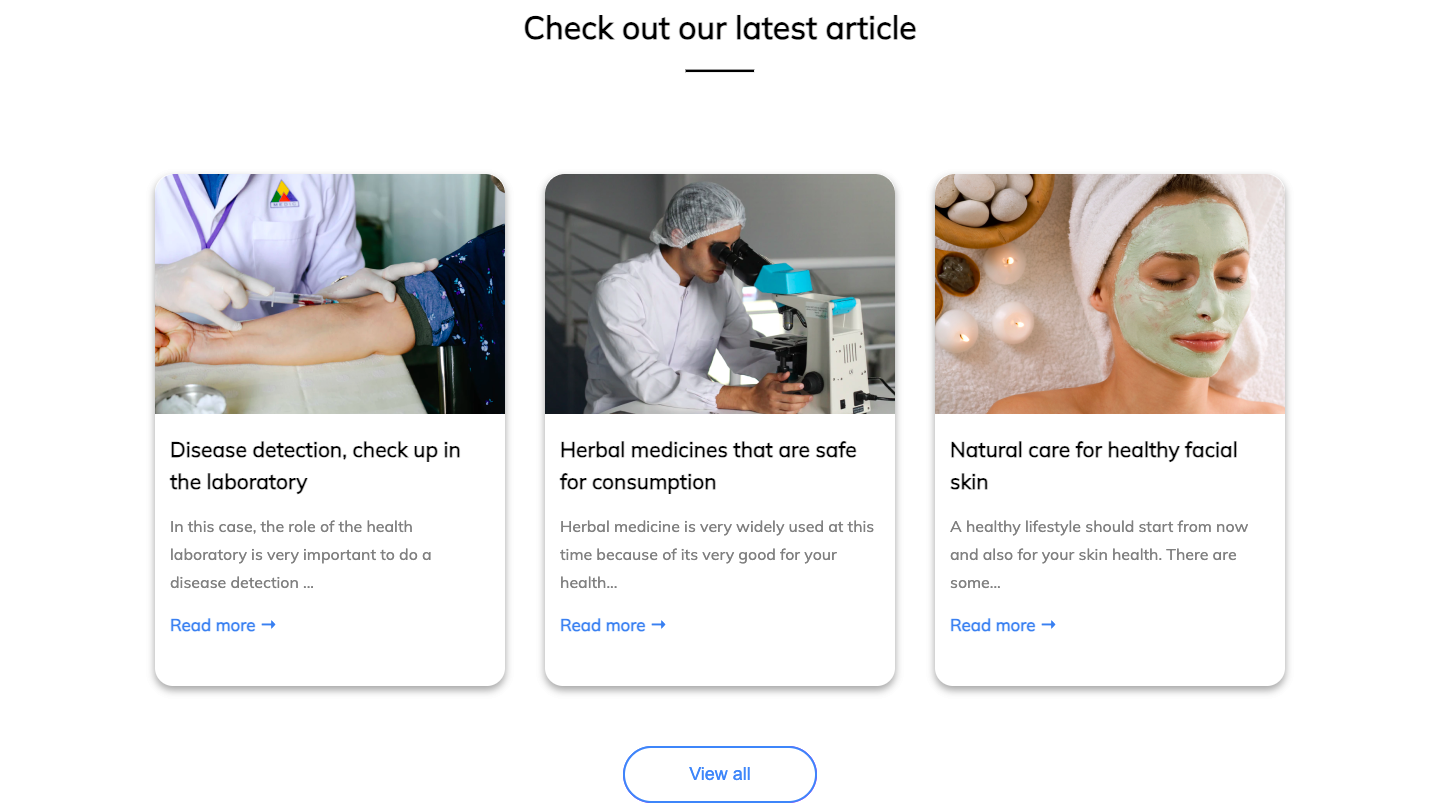 Check out our latest article
Disease detection, check up in
the laboratory
In this case, the role of the health
laboratory is very important to do a
disease detection ...
Read more →
Herbal medicines that are safe
for consumption
Herbal medicine is very widely used at this
time because of its very good for your
health...
Read more →
Natural care for healthy facial
skin
A healthy lifestyle should start from now
and also for your skin health. There are
some...
Read more →
View all